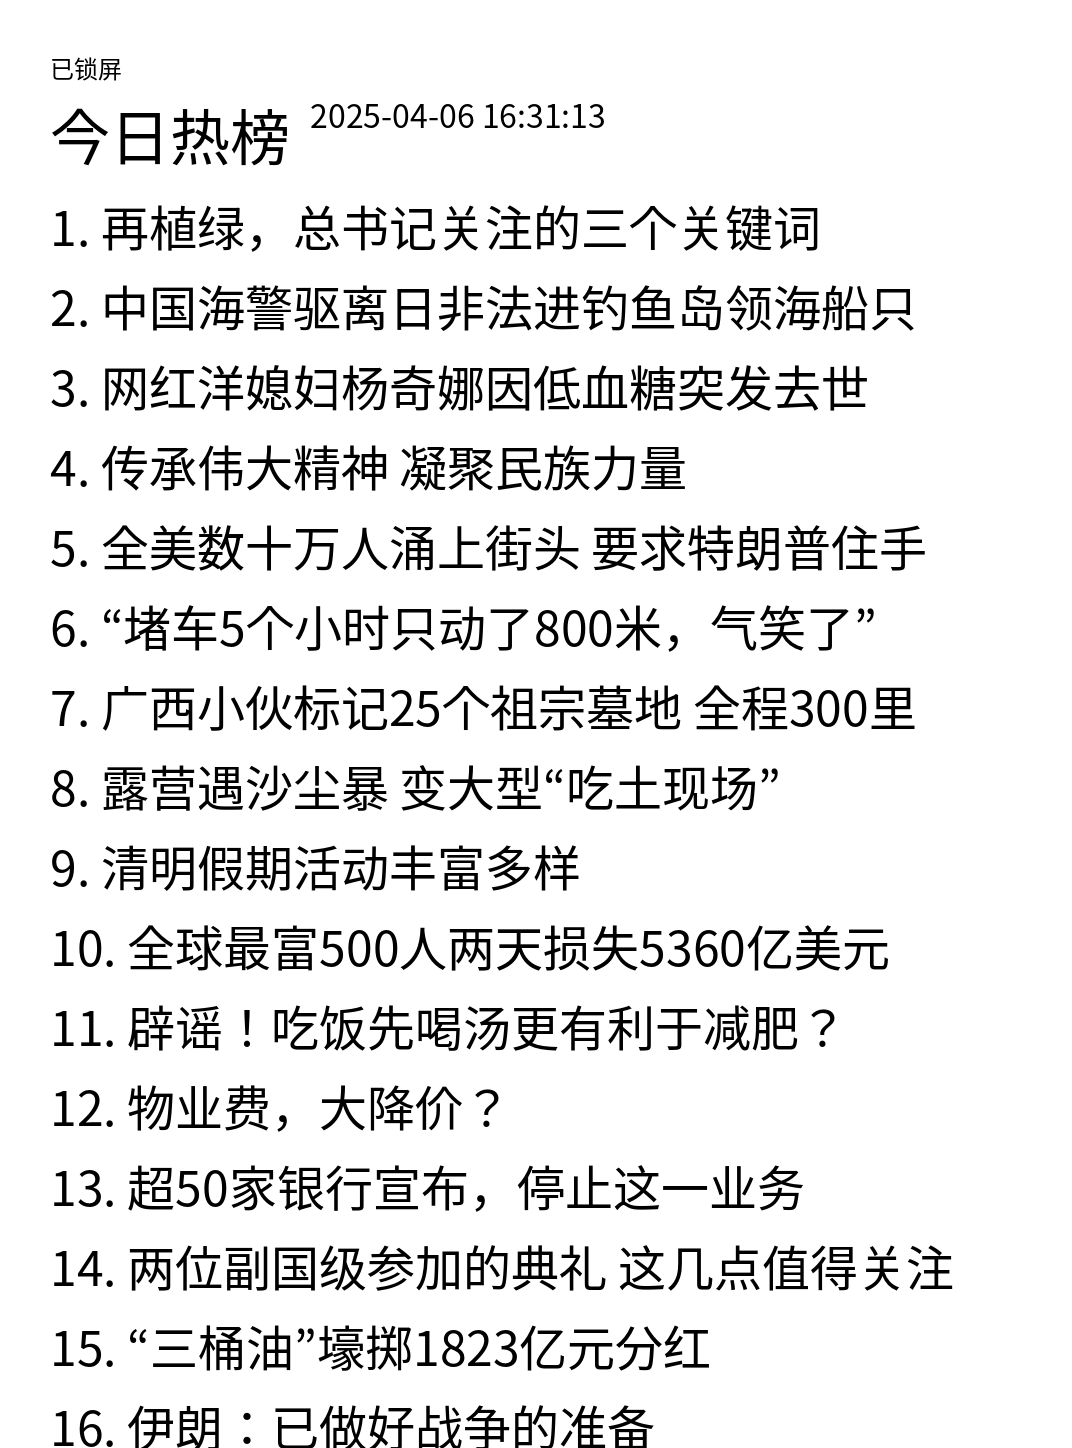 已锁屏
今日热榜 2025-04-06 16:31:13
1. 再植绿，总书记关注的三个关键词
2. 中国海警驱离日非法进钓鱼岛领海船只
3. 网红洋媳妇杨奇娜因低血糖突发去世
4. 传承伟大精神 凝聚民族力量
5. 全美数十万人涌上街头 要求特朗普住手
6. “堵车5个小时只动了800米，气笑了”
7. 广西小伙标记25个祖宗墓地 全程300里
8. 露营遇沙尘暴 变大型“吃土现场”
9. 清明假期活动丰富多样
10. 全球最富500人两天损失5360亿美元
11. 辟谣！吃饭先喝汤更有利于减肥？
12. 物业费，大降价？
13. 超50家银行宣布，停止这一业务
14. 两位副国级参加的典礼 这几点值得关注
15. “三桶油”壕掷1823亿元分红
16. 伊朗：已做好战争的准备